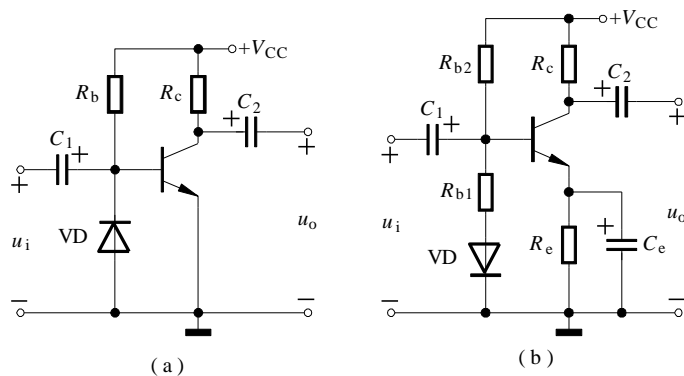 +V_CC
R_b
R_c
C_2
+
C_1
+
+
+
u_i
VD
u_o
−
−
( a )
+V_CC
R_b2
R_c
C_2
+
C_1
+
+
+
R_b1
u_i
VD
R_e
+
C_e
u_o
−
−
( b )